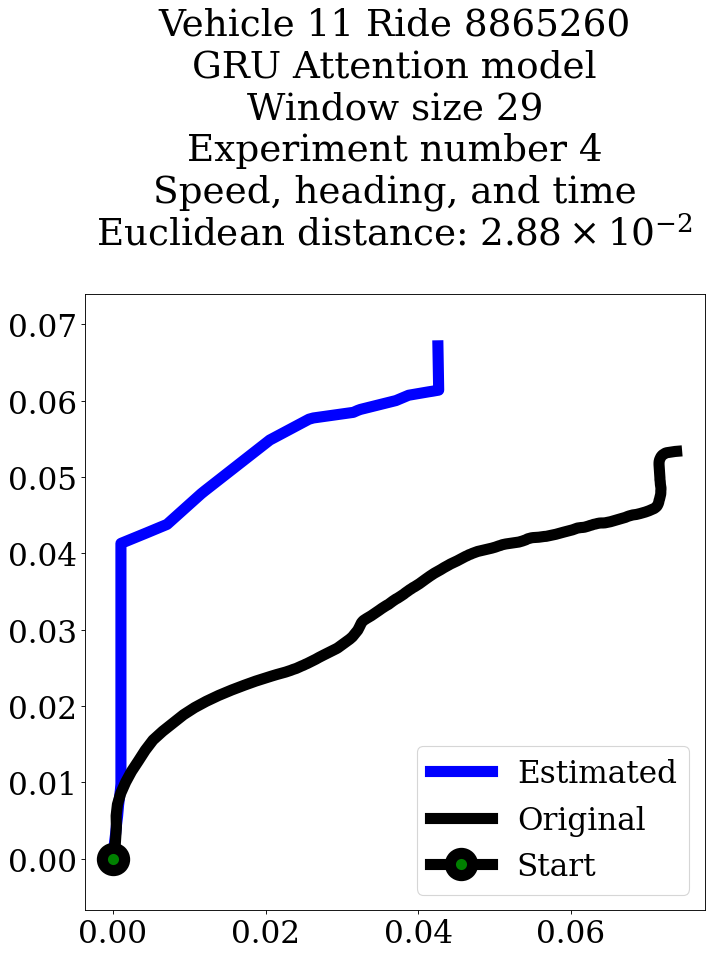 Vehicle 11 Ride 8865260
GRU Attention model
Window size 29
Experiment number 4
Speed, heading, and time
Euclidean distance: 2.88 × 10⁻²
0.07
0.06
0.05
0.04
0.03
0.02
0.01
0.00
Estimated
Original
Start
0.00 0.02 0.04 0.06